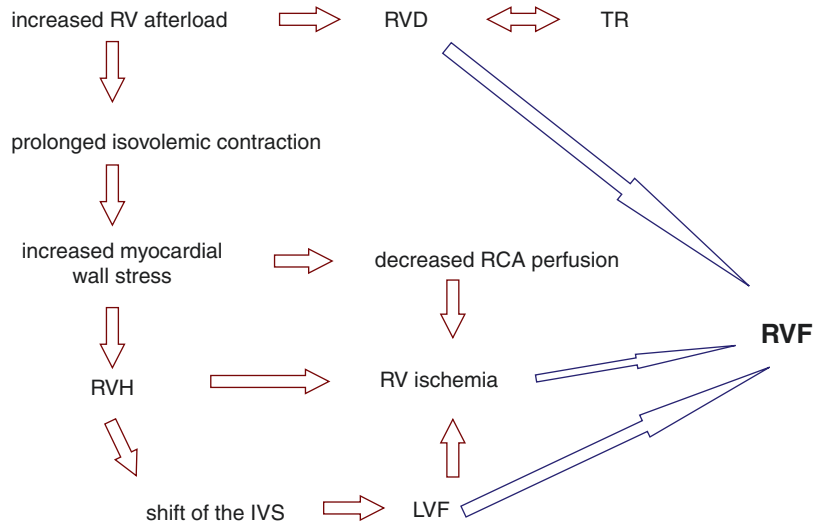 increased RV afterload
RVD
TR
prolonged isovolemic contraction
increased myocardial
wall stress
decreased RCA perfusion
RVF
RVH
RV ischemia
shift of the IVS
LVF